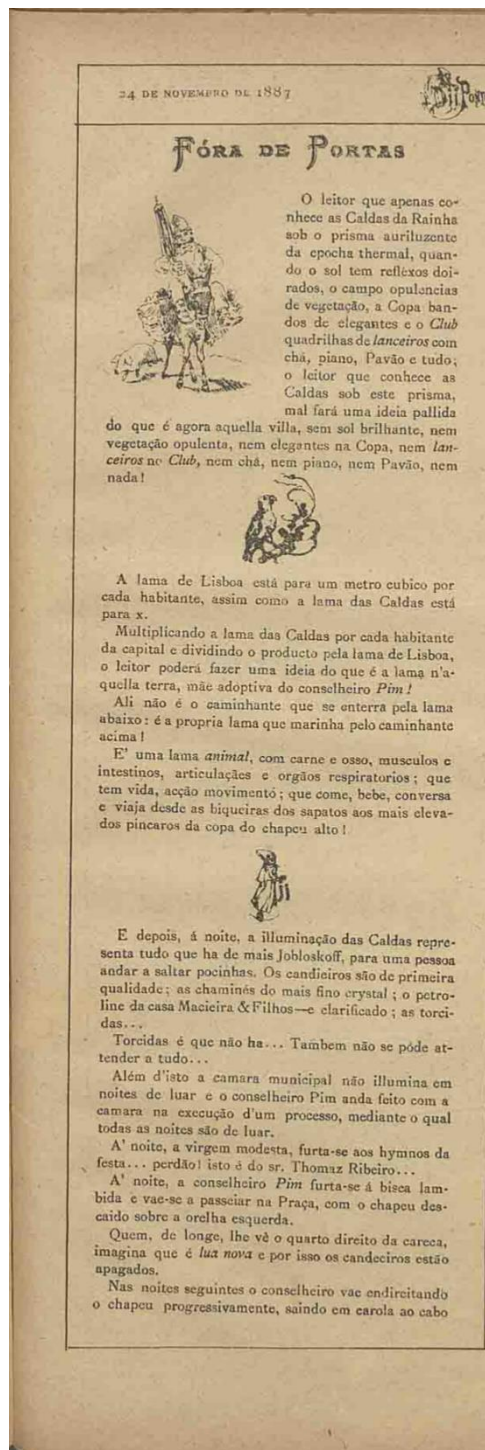 24 DE NOVEMBRO DE 1887
FÓRA DE PORTAS
O leitor que apenas co-
nhece as Caldas da Rainha
sob o prisma auriluzente
da epocha thermal, quan-
do o sol tem reflexos doi-
rados, o campo opulencias
de vegetação, a Copa ban-
dos de elegantes e o Club
quadrilhas de lanceiros com
chá, piano, Pavão e tudo;
o leitor que conhece as
Caldas sob este prisma,
mal fará uma ideia pallida
do que é agora aquella villa, sem sol brilhante, nem
vegetação opulenta, nem elegantes na Copa, nem lan-
ceiros no Club, nem chá, nem piano, nem Pavão, nem
nada!
A lama de Lisboa está para um metro cubico por
cada habitante, assim como a lama das Caldas está
para x.
Multiplicando a lama das Caldas por cada habitante
da capital e dividindo o producto pela lama de Lisboa,
o leitor poderá fazer uma ideia do que é a lama n'a-
quella terra, mãe adoptiva do conselheiro Pim!
Ali não é o caminhante que se enterra pela lama
abaixo: é a propria lama que marinha pelo caminhante
acima!
E' uma lama animal, com carne e osso, musculos e
intestinos, articulações e orgãos respiratorios; que
tem vida, acção movimento; que come, bebe, conversa
e viaja desde as biqueiras dos sapatos aos mais eleva-
dos pincaros da copa do chapeu alto!
E depois, á noite, a illuminação das Caldas repre-
senta tudo que ha de mais Jobloskoff, para uma pessoa
andar a saltar pocinhas. Os candieiros são de primeira
qualidade; as chaminés do mais fino crystal; o petro-
line da casa Macieira & Filhos—e clarificado; as torci-
das...
Torcidas é que não ha... Tambem não se póde at-
tender a tudo...
Além d'isto a camara municipal não illumina em
noites de luar e o conselheiro Pim anda feito com a
camara na execução d'um processo, mediante o qual
todas as noites são de luar.
A' noite, a virgem modesta, furta-se aos hymnos da
festa... perdão! isto é do sr. Thomaz Ribeiro...
A' noite, a conselheiro Pim furta-se á bisca lam-
bida e vae-se a passeiar na Praça, com o chapeu des-
caido sobre a orelha esquerda.
Quem, de longe, lhe vê o quarto direito da careca,
imagina que é lua nova e por isso os candeeiros estão
apagados.
Nas noites seguintes o conselheiro vae endireitando
o chapeu progressivamente, saindo em carola ao cabo